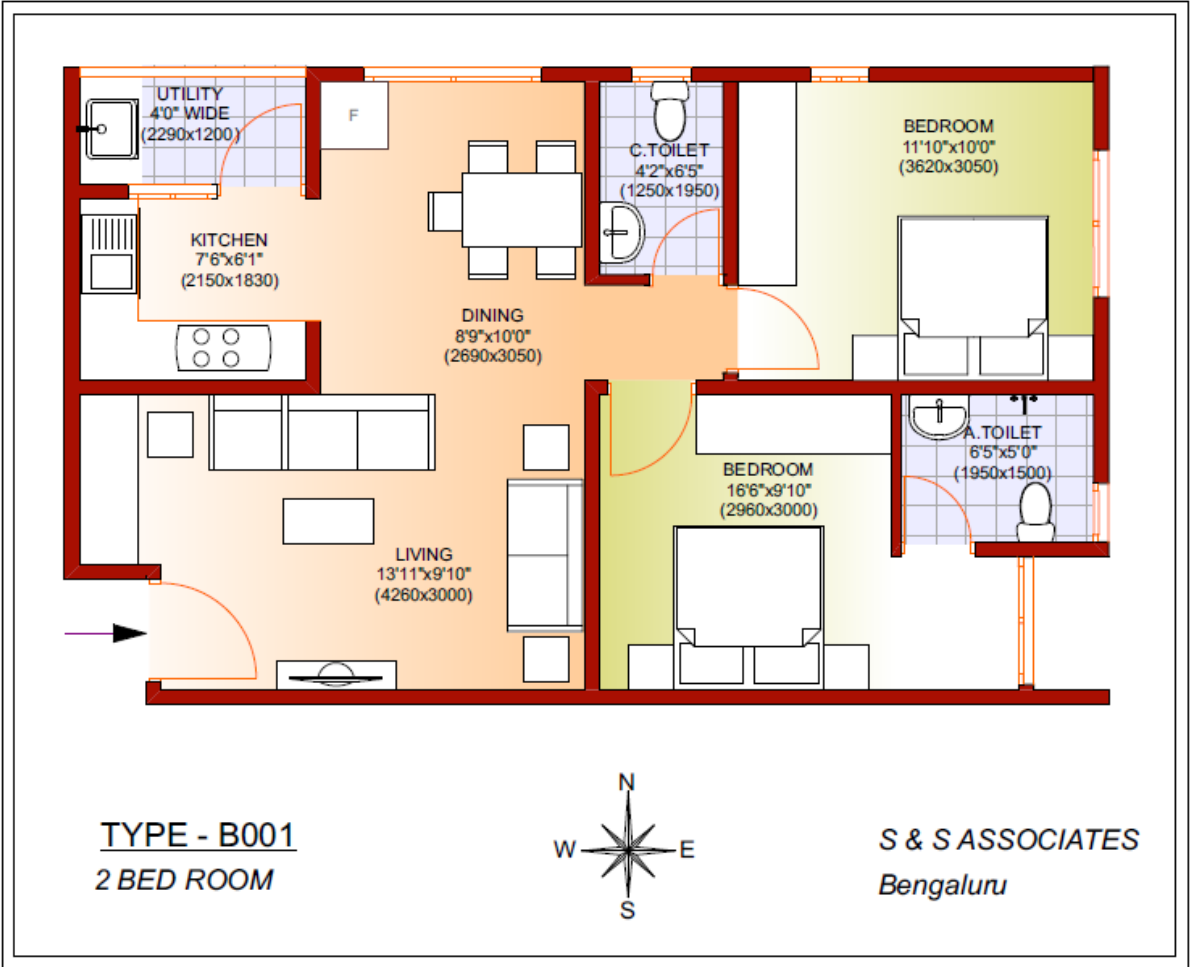 UTILITY
4'0" WIDE
(2290x1200)
F
C.TOILET
4'2"x6'5"
(1250x1950)
BEDROOM
11'10"x10'0"
(3620x3050)
KITCHEN
7'6"x6'1"
(2150x1830)
DINING
8'9"x10'0"
(2690x3050)
A.TOILET
6'5"x5'0"
(1950x1500)
BEDROOM
16'6"x9'10"
(2960x3000)
LIVING
13'11"x9'10"
(4260x3000)
N
W
E
S
TYPE - B001
2 BED ROOM
S & S ASSOCIATES
Bengaluru